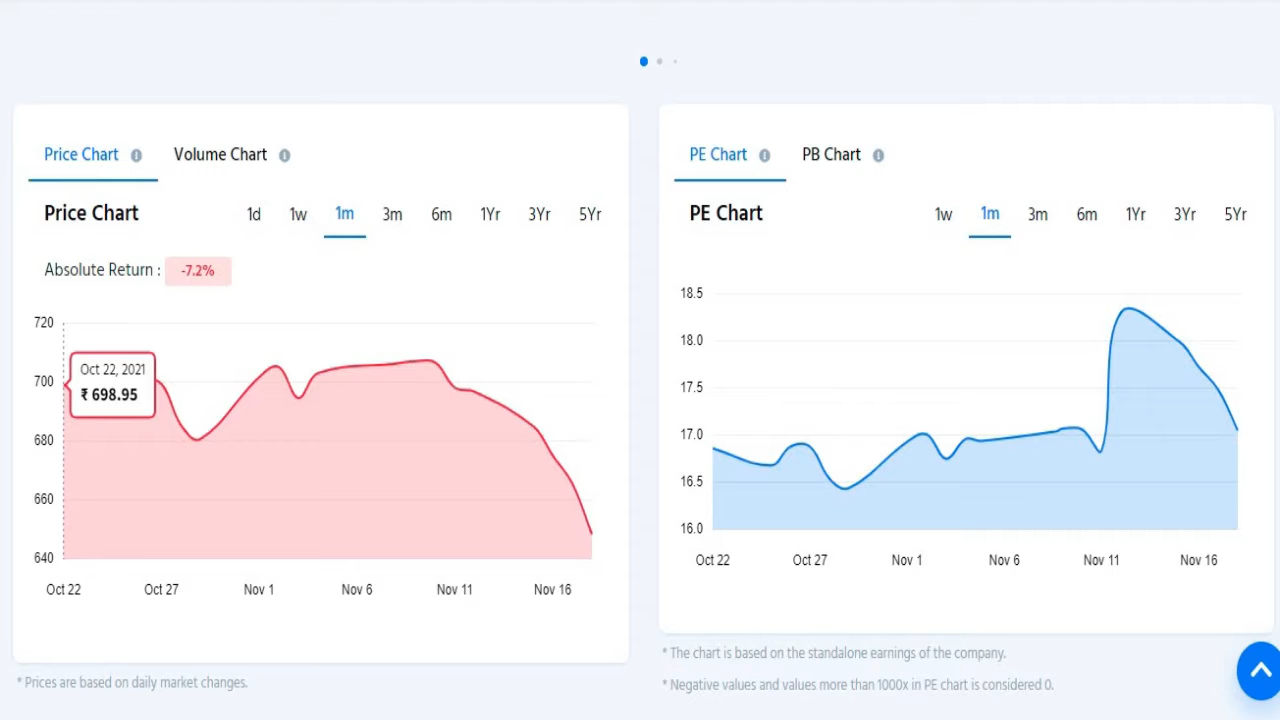 Price Chart Volume Chart
Price Chart 1d 1w 1m 3m 6m 1Yr 3Yr 5Yr
Absolute Return : -7.2%
720
700
680
660
640
Oct 22, 2021
₹ 698.95
Oct 22 Oct 27 Nov 1 Nov 6 Nov 11 Nov 16
* Prices are based on daily market changes.
PE Chart PB Chart
PE Chart 1w 1m 3m 6m 1Yr 3Yr 5Yr
18.5
18.0
17.5
17.0
16.5
16.0
Oct 22 Oct 27 Nov 1 Nov 6 Nov 11 Nov 16
* The chart is based on the standalone earnings of the company.
* Negative values and values more than 1000x in PE chart is considered 0.